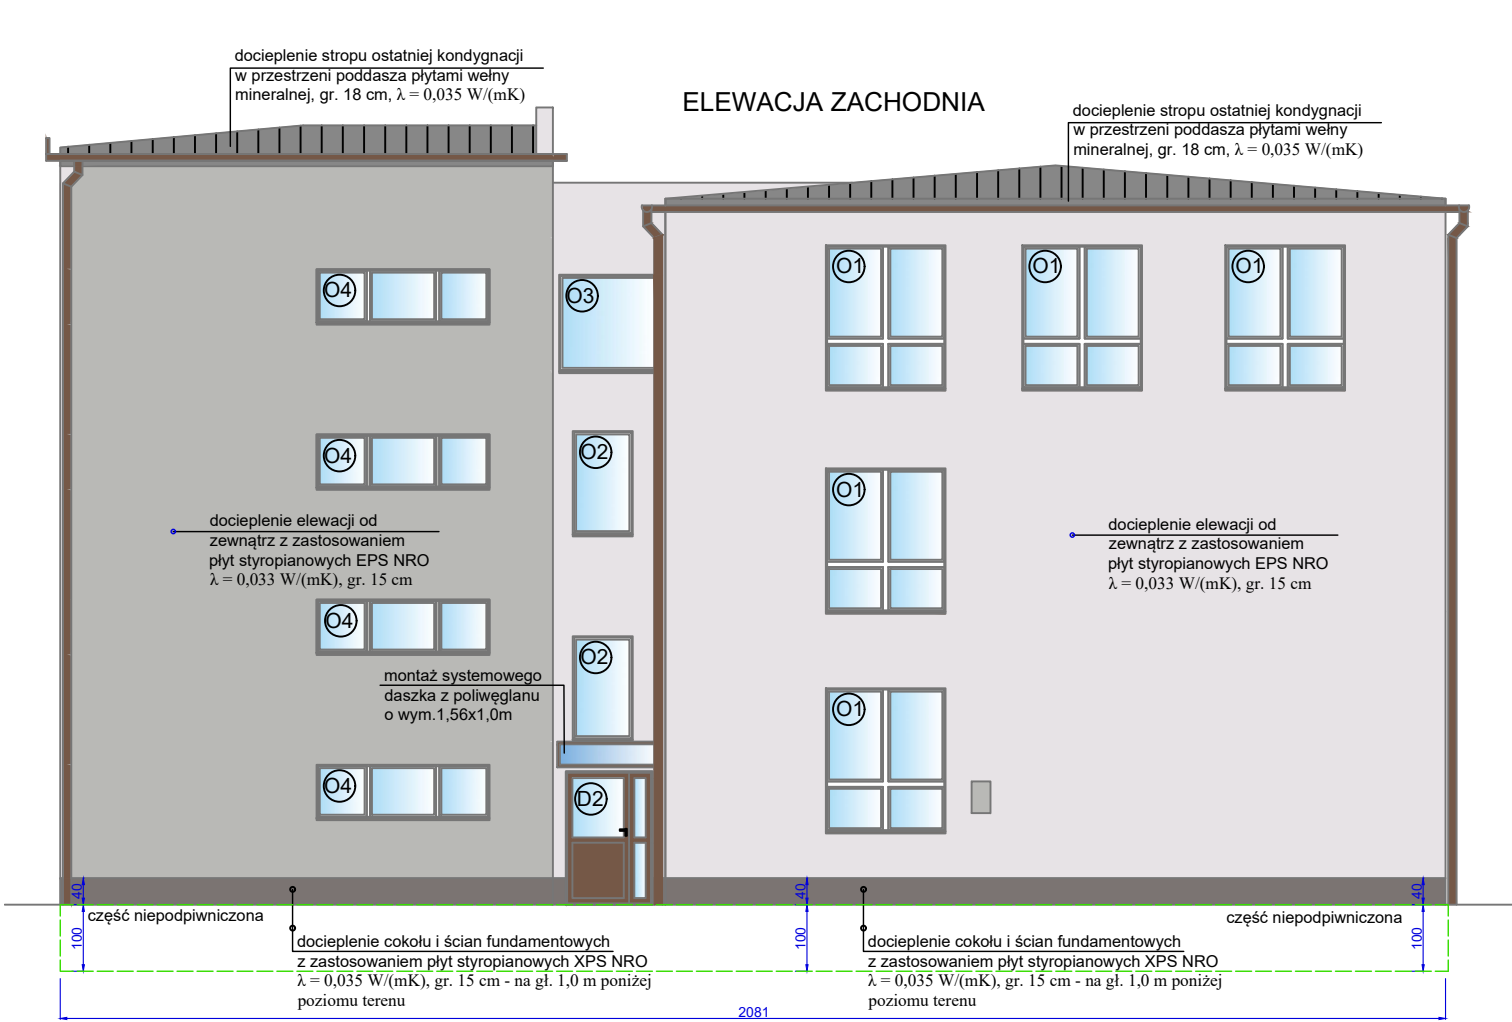 docieplenie stropu ostatniej kondygnacji
w przestrzeni poddasza płytami wełny
mineralnej, gr. 18 cm, λ = 0,035 W/(mK)
ELEWACJA ZACHODNIA
docieplenie stropu ostatniej kondygnacji
w przestrzeni poddasza płytami wełny
mineralnej, gr. 18 cm, λ = 0,035 W/(mK)
O4
O3
O1
O1
O1
O4
O2
O1
docieplenie elewacji od
zewnątrz z zastosowaniem
płyt styropianowych EPS NRO
λ = 0,033 W/(mK), gr. 15 cm
docieplenie elewacji od
zewnątrz z zastosowaniem
płyt styropianowych EPS NRO
λ = 0,033 W/(mK), gr. 15 cm
O4
O2
montaż systemowego
daszka z poliwęglanu
o wym.1,56x1,0m
O1
O4
D2
40
40
40
część niepodpiwniczona
część niepodpiwniczona
100
100
100
docieplenie cokołu i ścian fundamentowych
z zastosowaniem płyt styropianowych XPS NRO
λ = 0,035 W/(mK), gr. 15 cm - na gł. 1,0 m poniżej
poziomu terenu
docieplenie cokołu i ścian fundamentowych
z zastosowaniem płyt styropianowych XPS NRO
λ = 0,035 W/(mK), gr. 15 cm - na gł. 1,0 m poniżej
poziomu terenu
2081